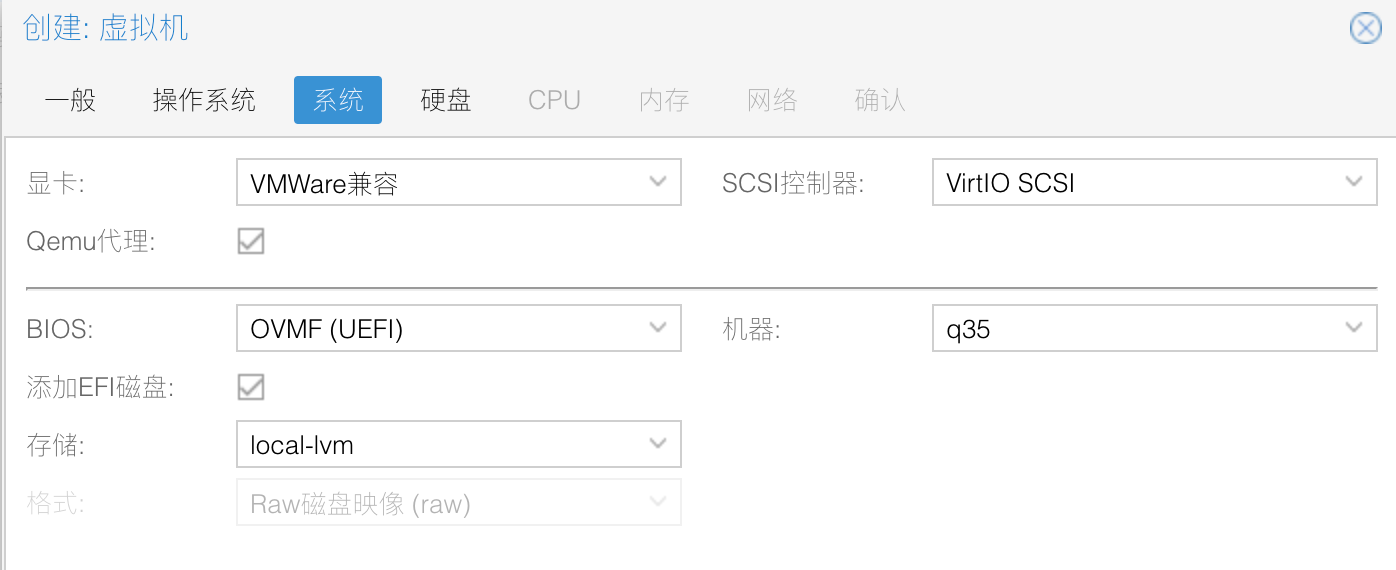 创建: 虚拟机
一般 操作系统 系统 硬盘 CPU 内存 网络 确认
显卡: VMWare兼容 SCSI控制器: VirtIO SCSI
Qemu代理:
BIOS: OVMF (UEFI) 机器: q35
添加EFI磁盘:
存储: local-lvm
格式: Raw磁盘映像 (raw)